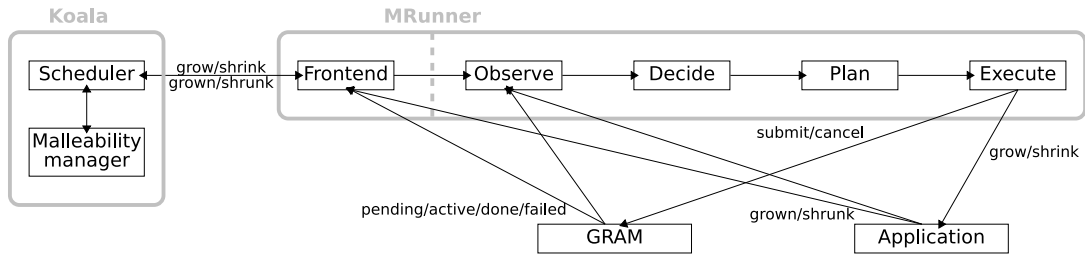 Koala
MRunner
Scheduler
grow/shrink
grown/shrunk
Frontend
Observe
Decide
Plan
Execute
Malleability
manager
submit/cancel
grow/shrink
pending/active/done/failed
grown/shrunk
GRAM
Application